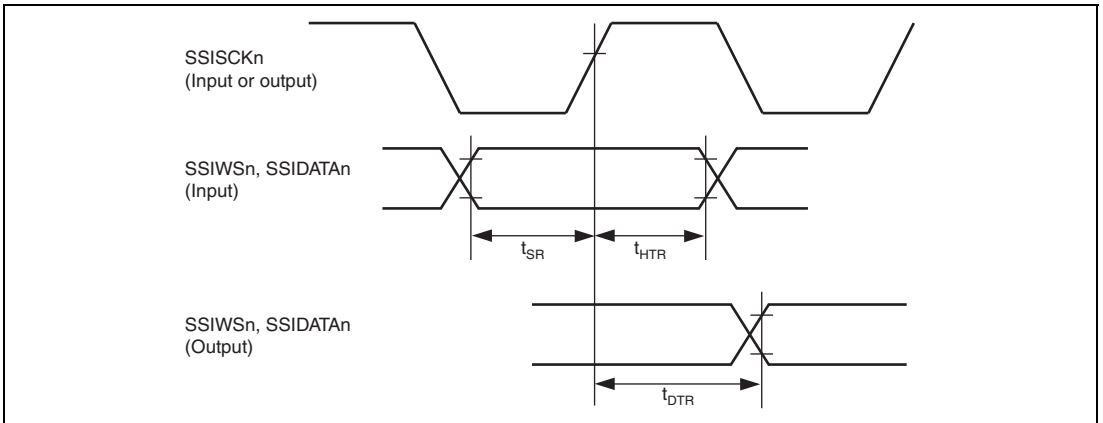 SSISCKn
(Input or output)
SSIWSn, SSIDATAn
(Input)
tSR
tHTR
SSIWSn, SSIDATAn
(Output)
tDTR